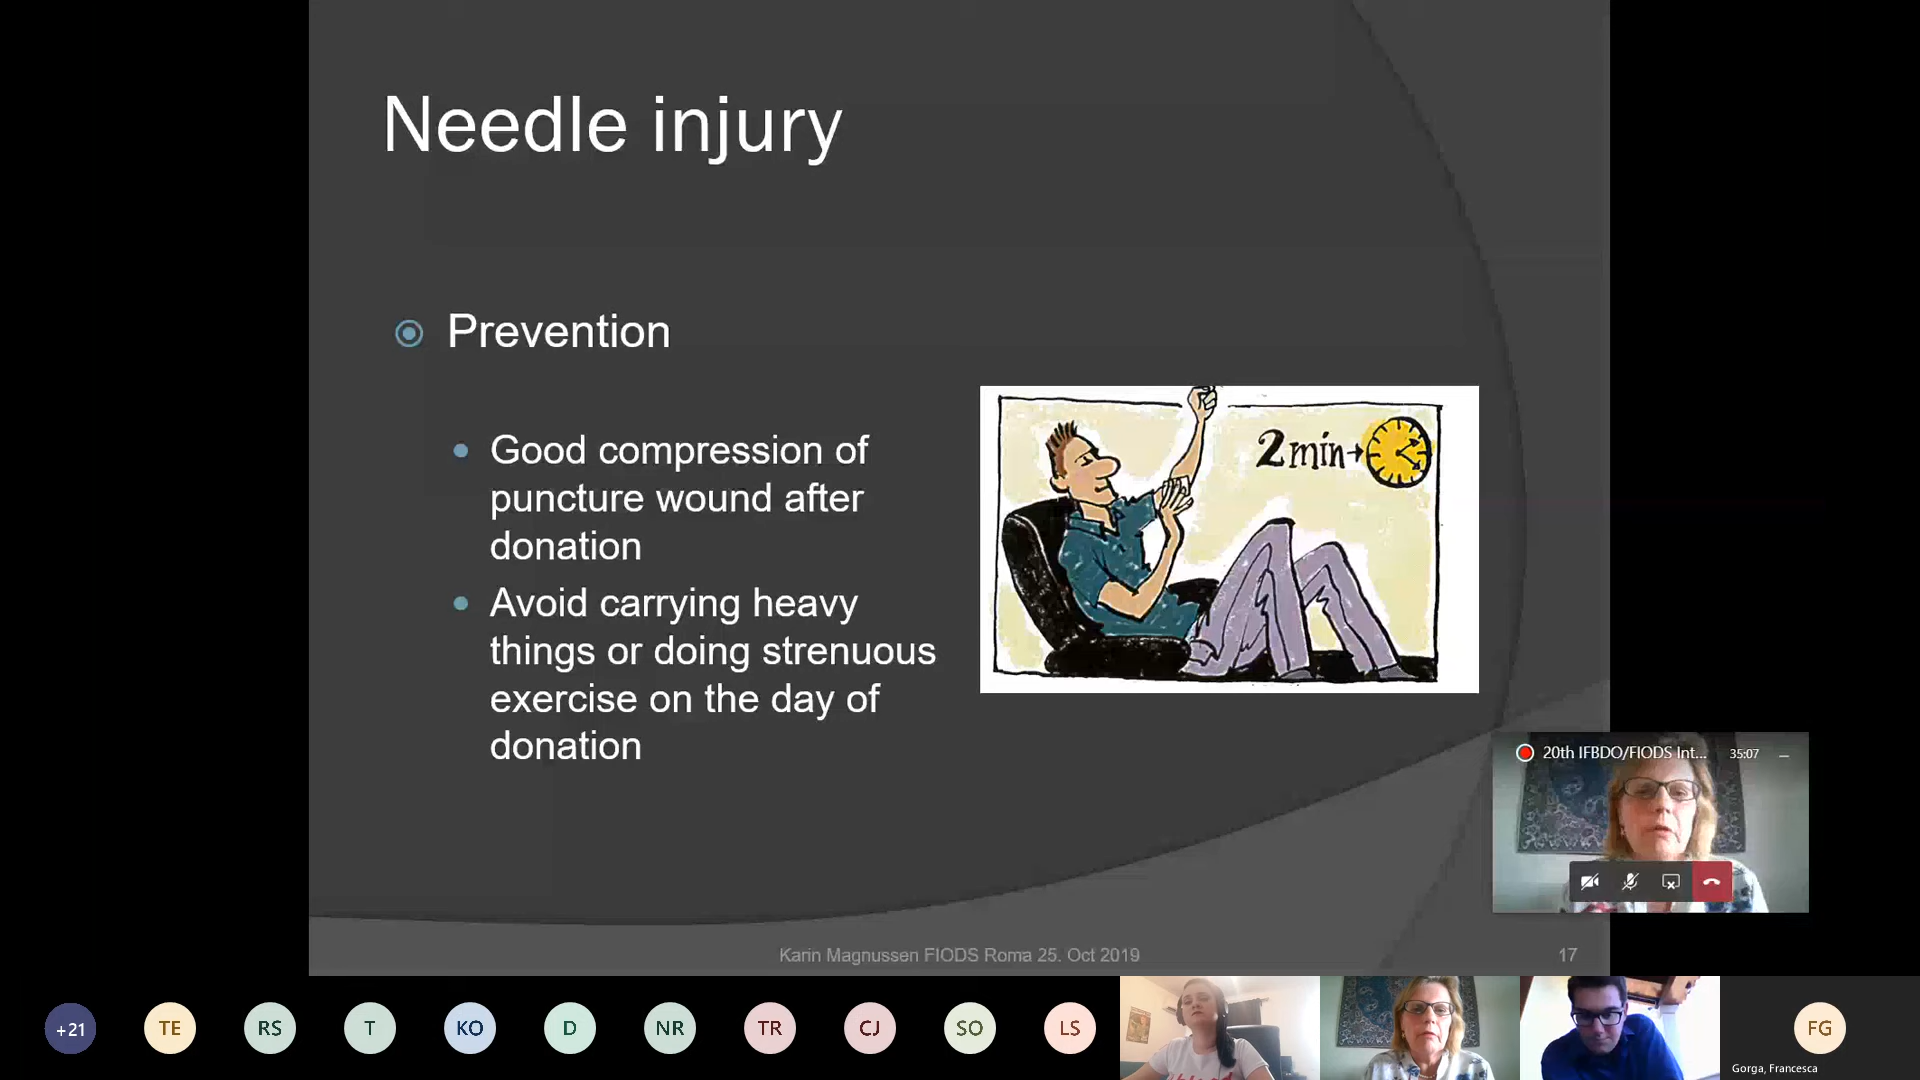 Needle injury
Prevention
Good compression of
puncture wound after
donation
Avoid carrying heavy
things or doing strenuous
exercise on the day of
donation
2 min
20th IFBDO/FIODS Int... 35:07
Karin Magnussen FIODS Roma 25. Oct 2019 17
+21 TE RS T KO D NR TR CJ SO LS FG
Gorga, Francesca